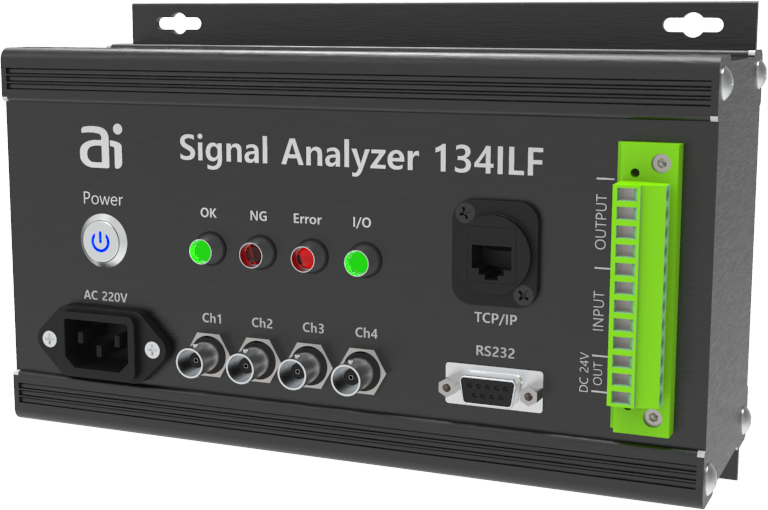 ai
Signal Analyzer 134ILF
Power
OK
NG
Error
I/O
AC 220V
Ch1
Ch2
Ch3
Ch4
TCP/IP
RS232
OUTPUT
INPUT
DC 24V
OUT